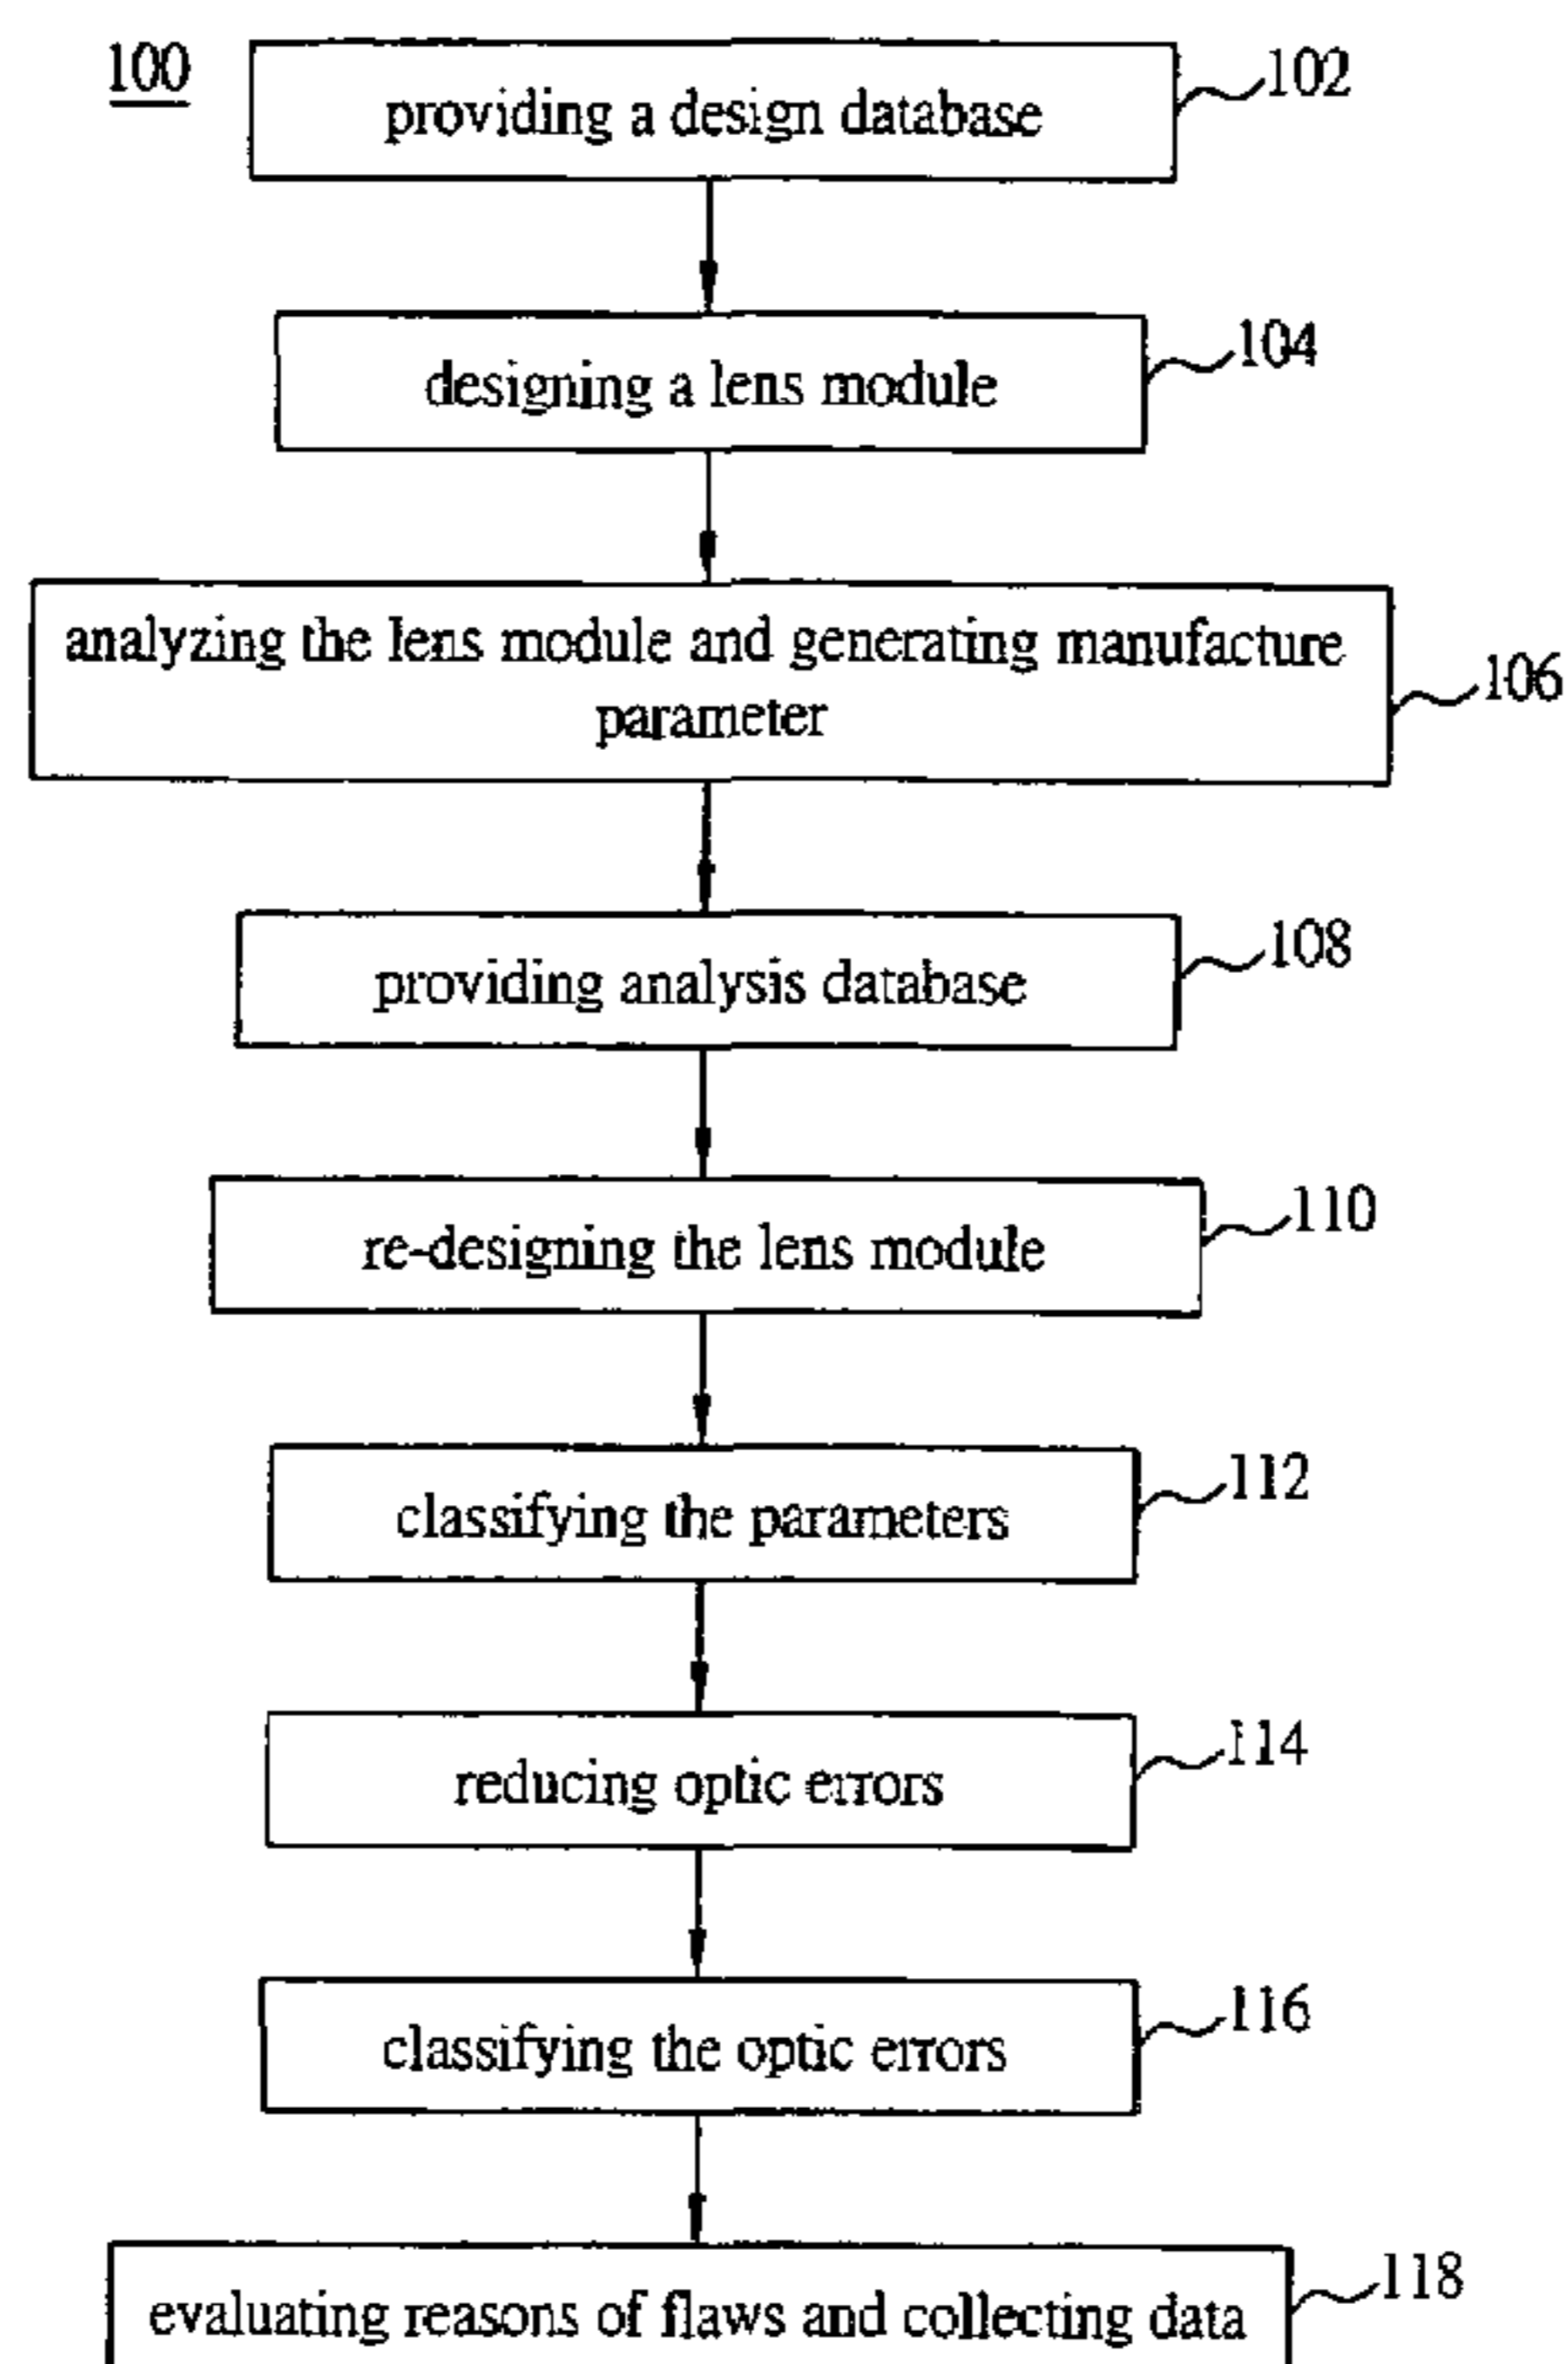 100
102
providing a design database
104
designing a lens module
analyzing the lens module and generating manufacture
parameter
106
108
providing analysis database
110
re-designing the lens module
112
classifying the parameters
114
reducing optic errors
116
classifying the optic errors
118
evaluating reasons of flaws and collecting data